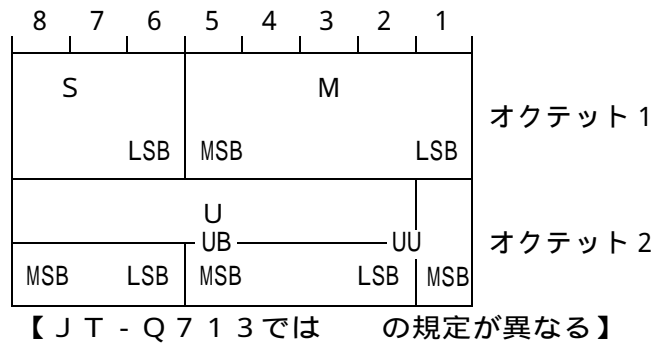 8 7 6 5 4 3 2 1
S M
オクテット1
LSB MSB LSB
U
UB UU
オクテット2
MSB LSB MSB LSB MSB
【JT-Q713では　　の規定が異なる】